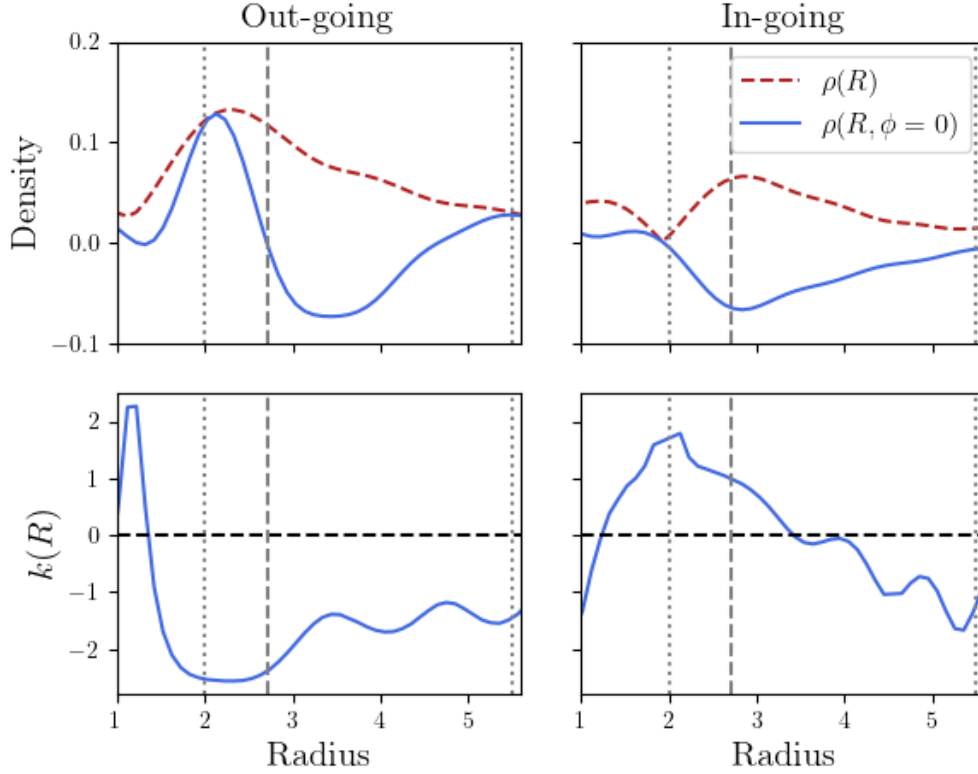 Out-going
In-going
0.2
0.1
0.0
−0.1
Density
ρ(R)
ρ(R, ϕ = 0)
2
1
0
−1
−2
k(R)
1 2 3 4 5
1 2 3 4 5
Radius
Radius